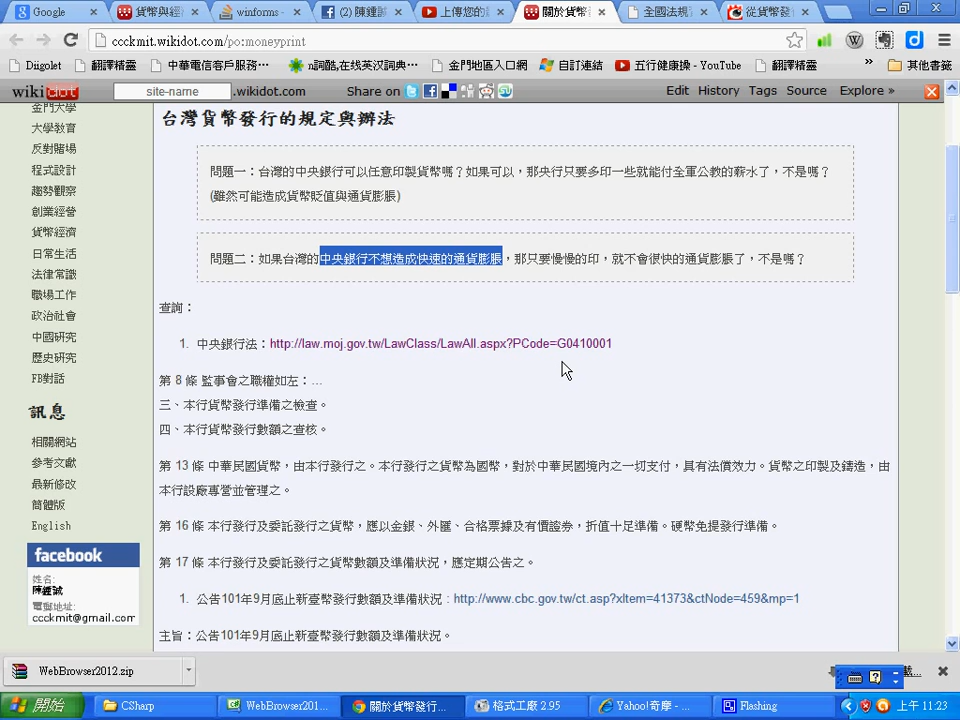 Google
貨幣與經
winforms -
(2) 陳鍾誠
上傳您的
關於貨幣
全國法規
從貨幣發
ccckmit.wikidot.com/po:moneyprint
Diigolet
翻譯精靈
中華電信客戶服務…
n詞酷,在线英汉詞典…
金門地區入口網
自訂連結
五行健康操 - YouTube
翻譯精靈
»
其他書籤
wikidot
site-name
.wikidot.com
Share on
Edit
History
Tags
Source
Explore »
金門大學
大學教育
反對賭場
程式設計
趨勢觀察
創業經營
貨幣經濟
日常生活
法律常識
職場工作
政治社會
中國研究
歷史研究
FB對話
訊息
相關網站
參考文獻
最新修改
簡體版
English
facebook
姓名:
陳鍾誠
電郵地址:
ccckmit@gmail.com
台灣貨幣發行的規定與辦法
問題一：台灣的中央銀行可以任意印製貨幣嗎？如果可以，那央行只要多印一些就能付全軍公教的薪水了，不是嗎？
(雖然可能造成貨幣貶值與通貨膨脹)
問題二：如果台灣的中央銀行不想造成快速的通貨膨脹，那只要慢慢的印，就不會很快的通貨膨脹了，不是嗎？
查詢：
1. 中央銀行法：http://law.moj.gov.tw/LawClass/LawAll.aspx?PCode=G0410001
第 8 條 監事會之職權如左：…
三、本行貨幣發行準備之檢查。
四、本行貨幣發行數額之查核。
第 13 條 中華民國貨幣，由本行發行之。本行發行之貨幣為國幣，對於中華民國境內之一切支付，具有法償效力。貨幣之印製及鑄造，由
本行設廠專營並管理之。
第 16 條 本行發行及委託發行之貨幣，應以金銀、外匯、合格票據及有價證券，折值十足準備。硬幣免提發行準備。
第 17 條 本行發行及委託發行之貨幣數額及準備狀況，應定期公告之。
1. 公告101年9月底止新臺幣發行數額及準備狀況：http://www.cbc.gov.tw/ct.asp?xItem=41373&ctNode=459&mp=1
主旨：公告101年9月底止新臺幣發行數額及準備狀況。
WebBrowser2012.zip
載...
開始
CSharp
WebBrowser201...
關於貨幣發行...
格式工廠 2.95
Yahoo!奇摩 - ...
Flashing
上午 11:23